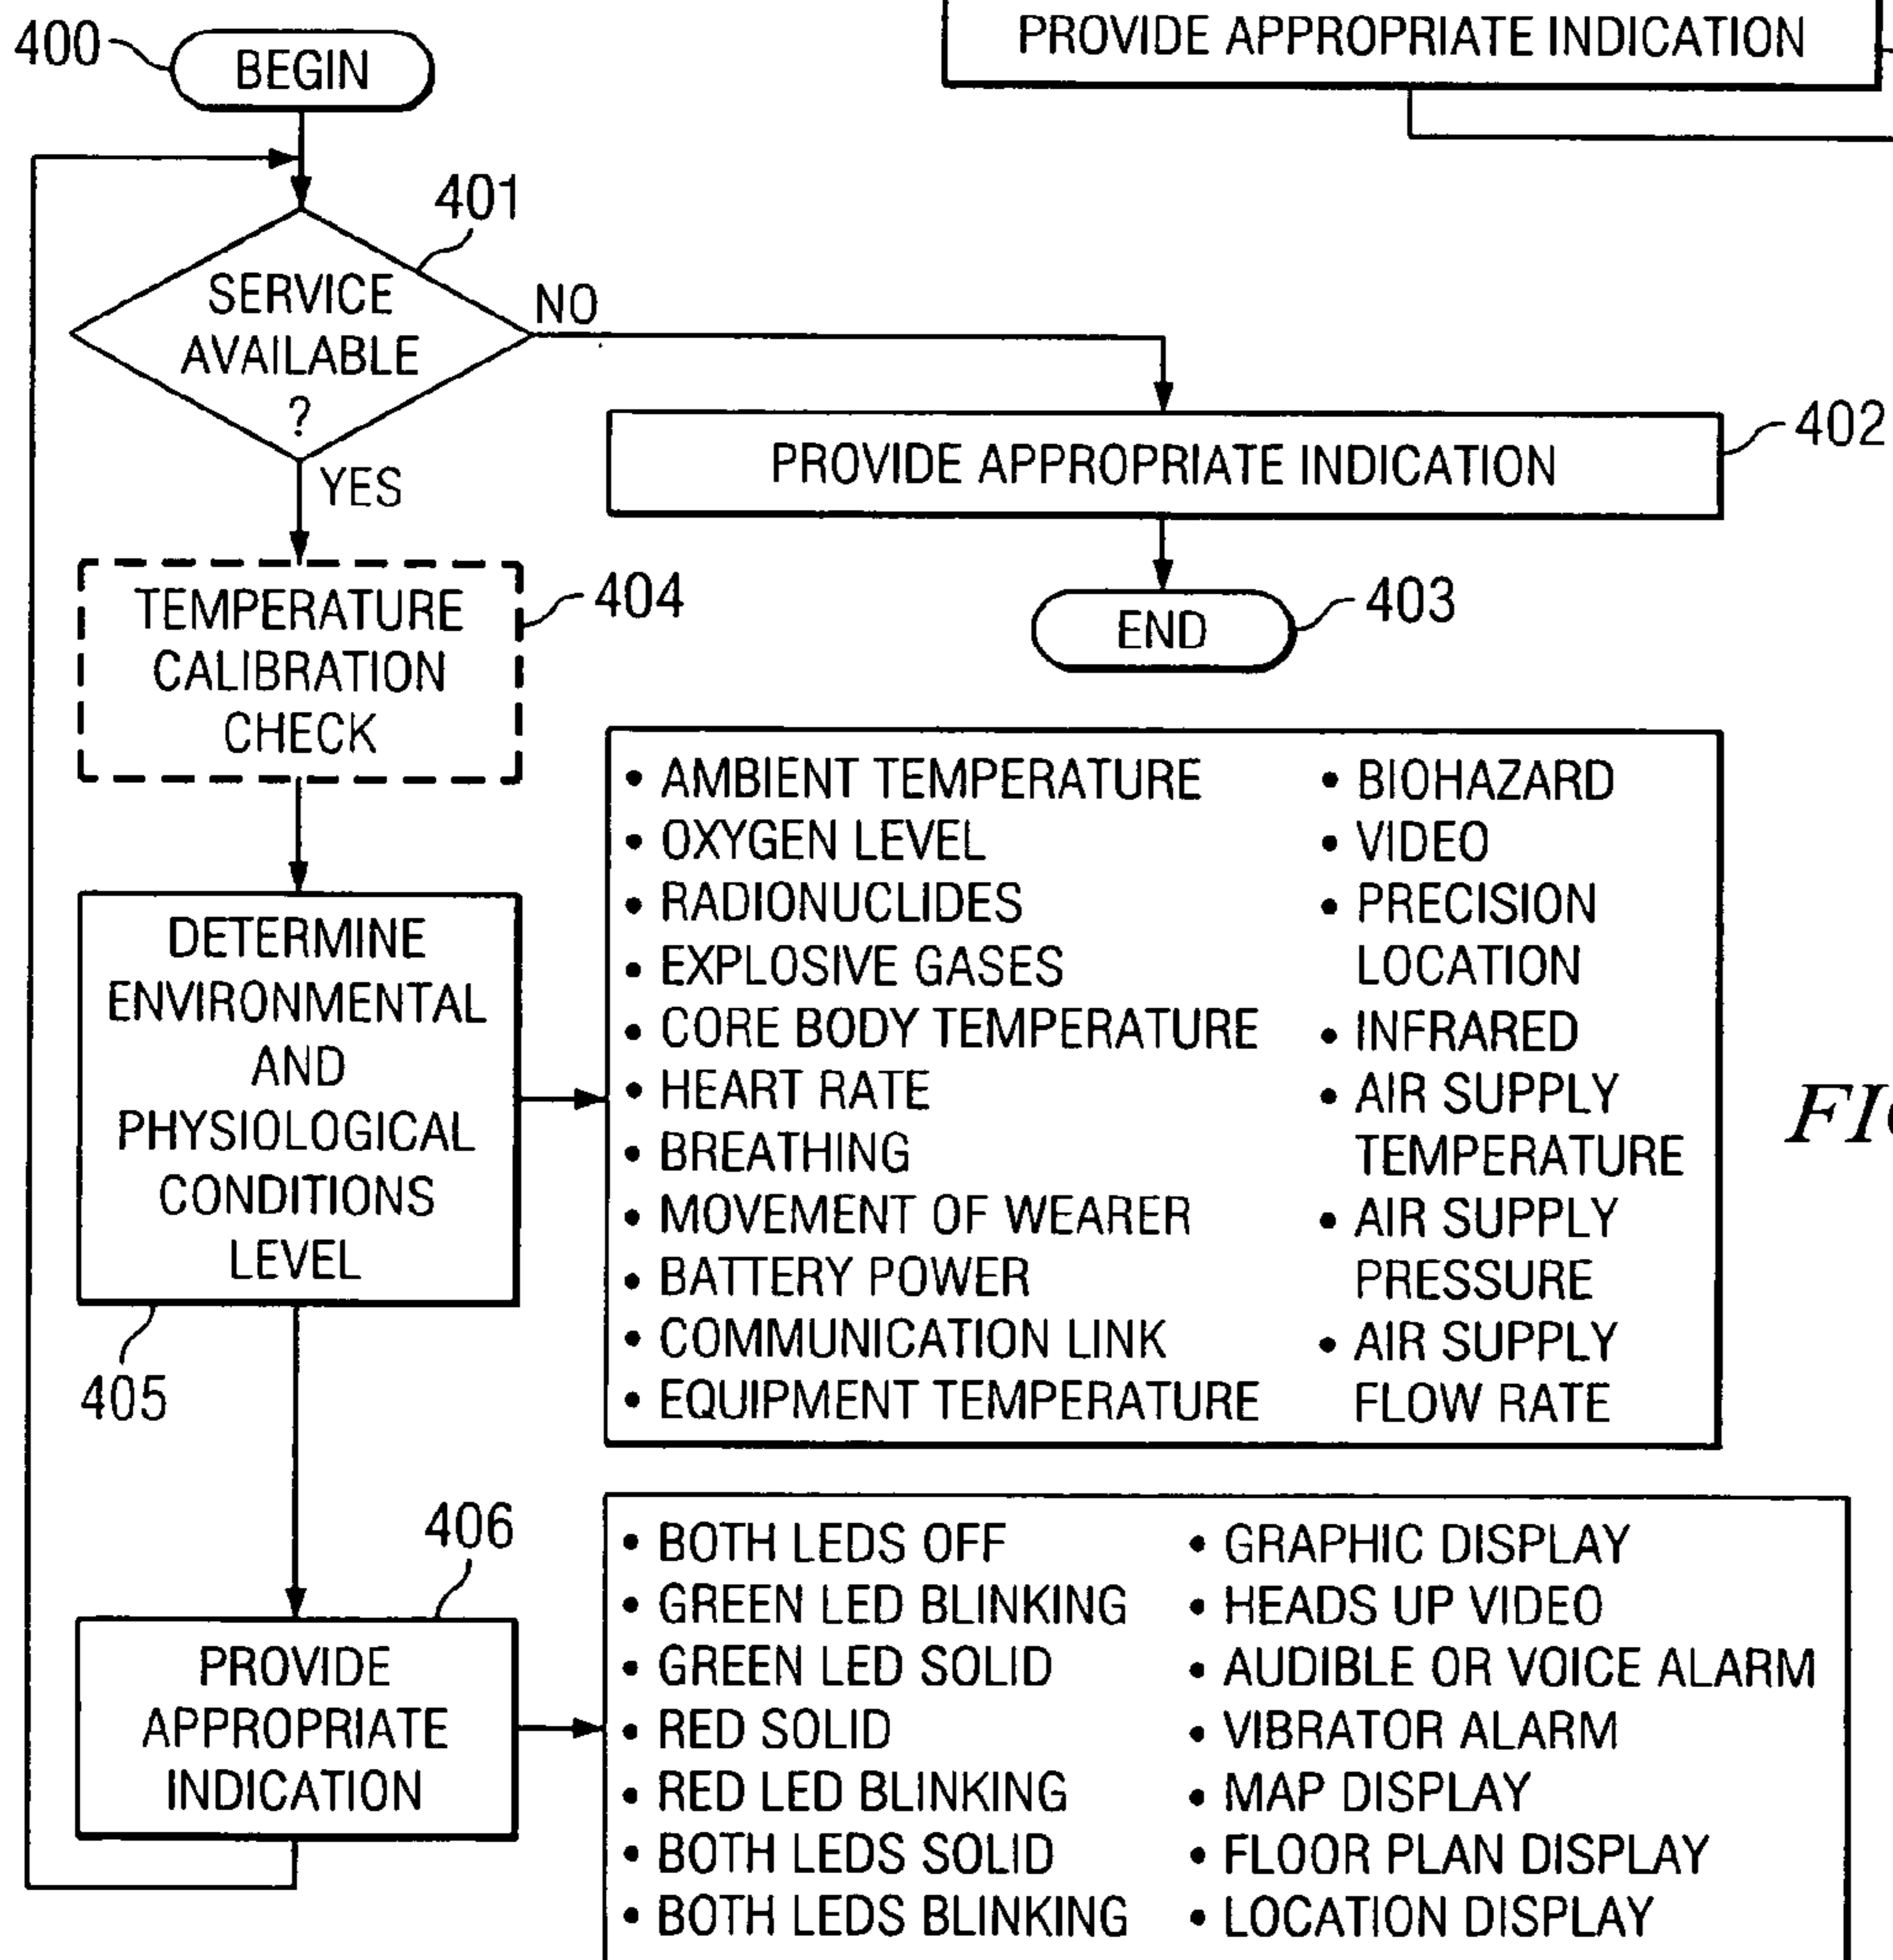 PROVIDE APPROPRIATE INDICATION
400
BEGIN
401
SERVICE
AVAILABLE
?
NO
YES
PROVIDE APPROPRIATE INDICATION
402
END
403
TEMPERATURE
CALIBRATION
CHECK
404
DETERMINE
ENVIRONMENTAL
AND
PHYSIOLOGICAL
CONDITIONS
LEVEL
405
• AMBIENT TEMPERATURE
• OXYGEN LEVEL
• RADIONUCLIDES
• EXPLOSIVE GASES
• CORE BODY TEMPERATURE
• HEART RATE
• BREATHING
• MOVEMENT OF WEARER
• BATTERY POWER
• COMMUNICATION LINK
• EQUIPMENT TEMPERATURE
• BIOHAZARD
• VIDEO
• PRECISION
LOCATION
• INFRARED
• AIR SUPPLY
TEMPERATURE
• AIR SUPPLY
PRESSURE
• AIR SUPPLY
FLOW RATE
406
PROVIDE
APPROPRIATE
INDICATION
• BOTH LEDS OFF
• GREEN LED BLINKING
• GREEN LED SOLID
• RED SOLID
• RED LED BLINKING
• BOTH LEDS SOLID
• BOTH LEDS BLINKING
• GRAPHIC DISPLAY
• HEADS UP VIDEO
• AUDIBLE OR VOICE ALARM
• VIBRATOR ALARM
• MAP DISPLAY
• FLOOR PLAN DISPLAY
• LOCATION DISPLAY